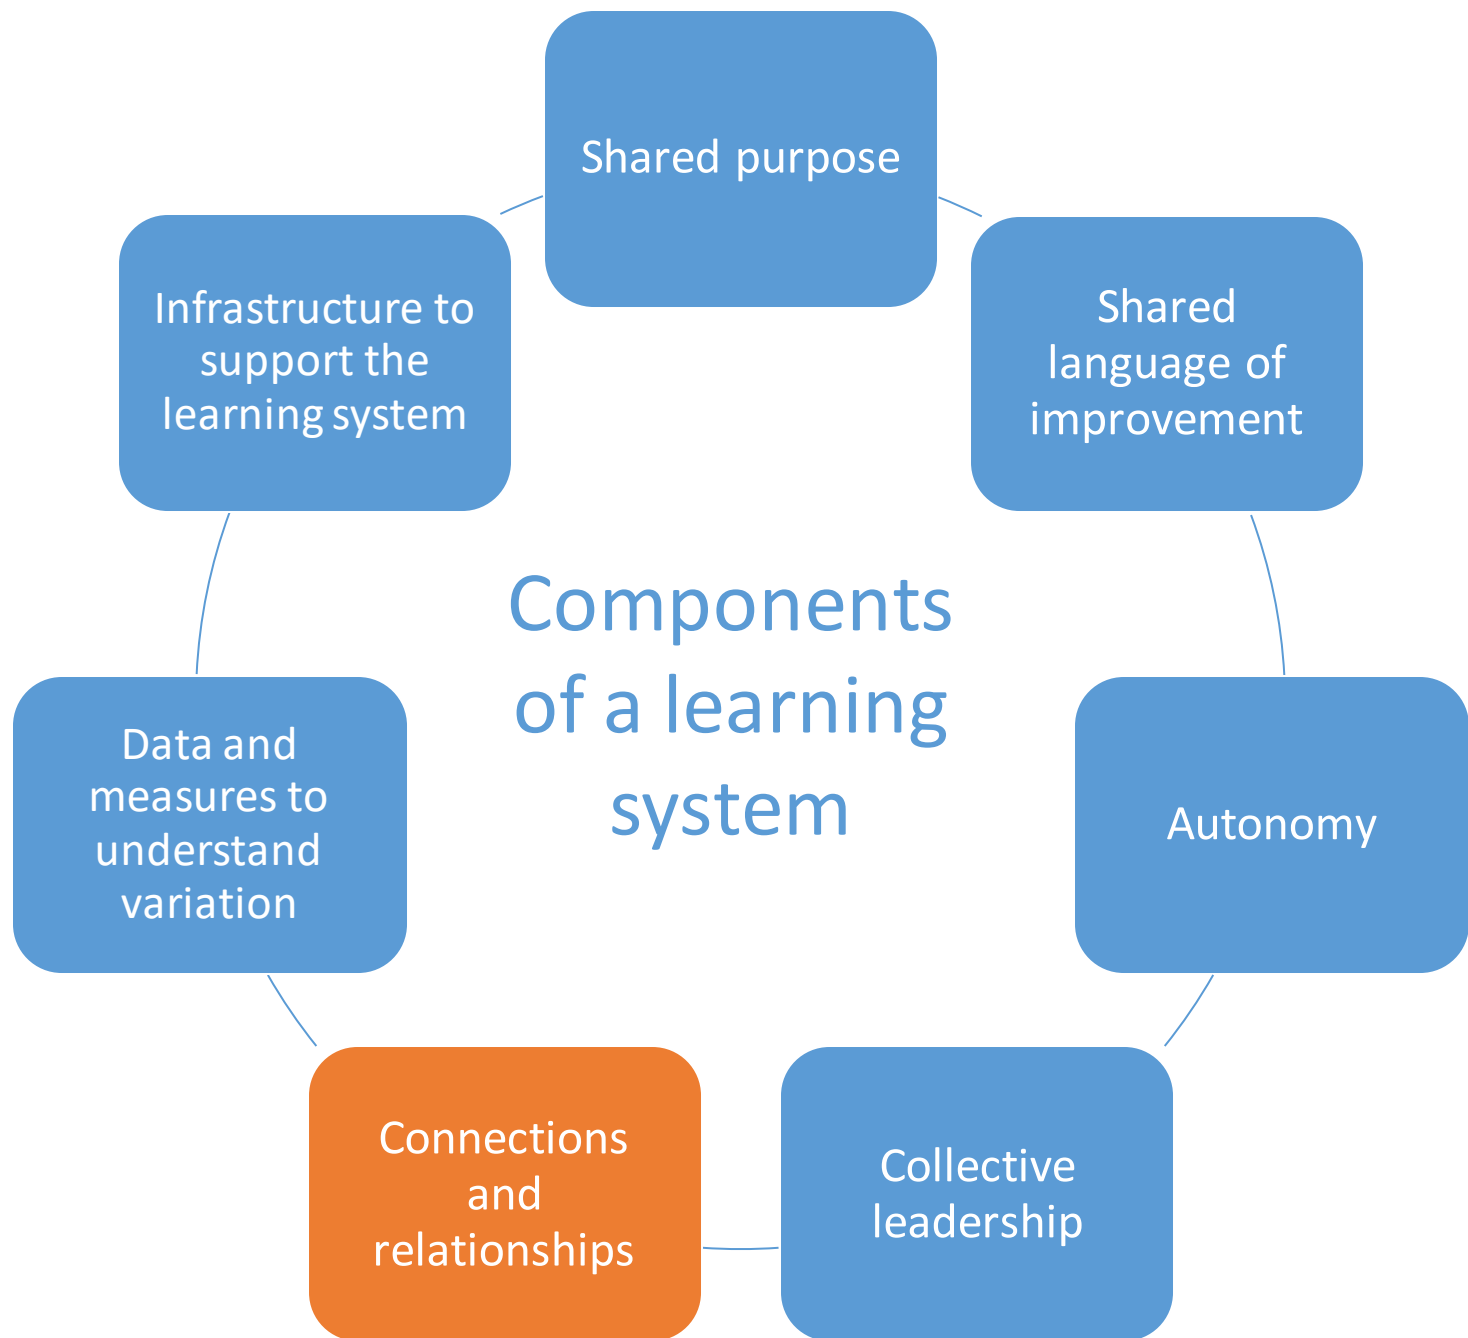 Shared purpose
Shared
language of
improvement
Autonomy
Collective
leadership
Connections
and
relationships
Data and
measures to
understand
variation
Infrastructure to
support the
learning system
Components
of a learning
system